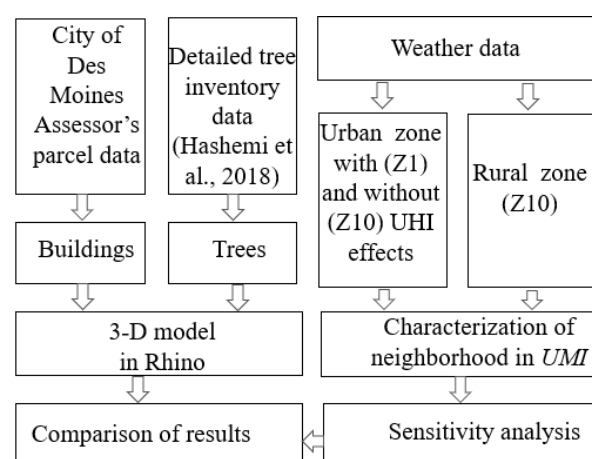 City of
Des
Moines
Assessor's
parcel data
Detailed tree
inventory
data
(Hashemi et
al., 2018)
Weather data
Urban zone
with (Z1)
and without
(Z10) UHI
effects
Rural zone
(Z10)
Buildings
Trees
3-D model
in Rhino
Characterization of
neighborhood in UMI
Comparison of results
Sensitivity analysis